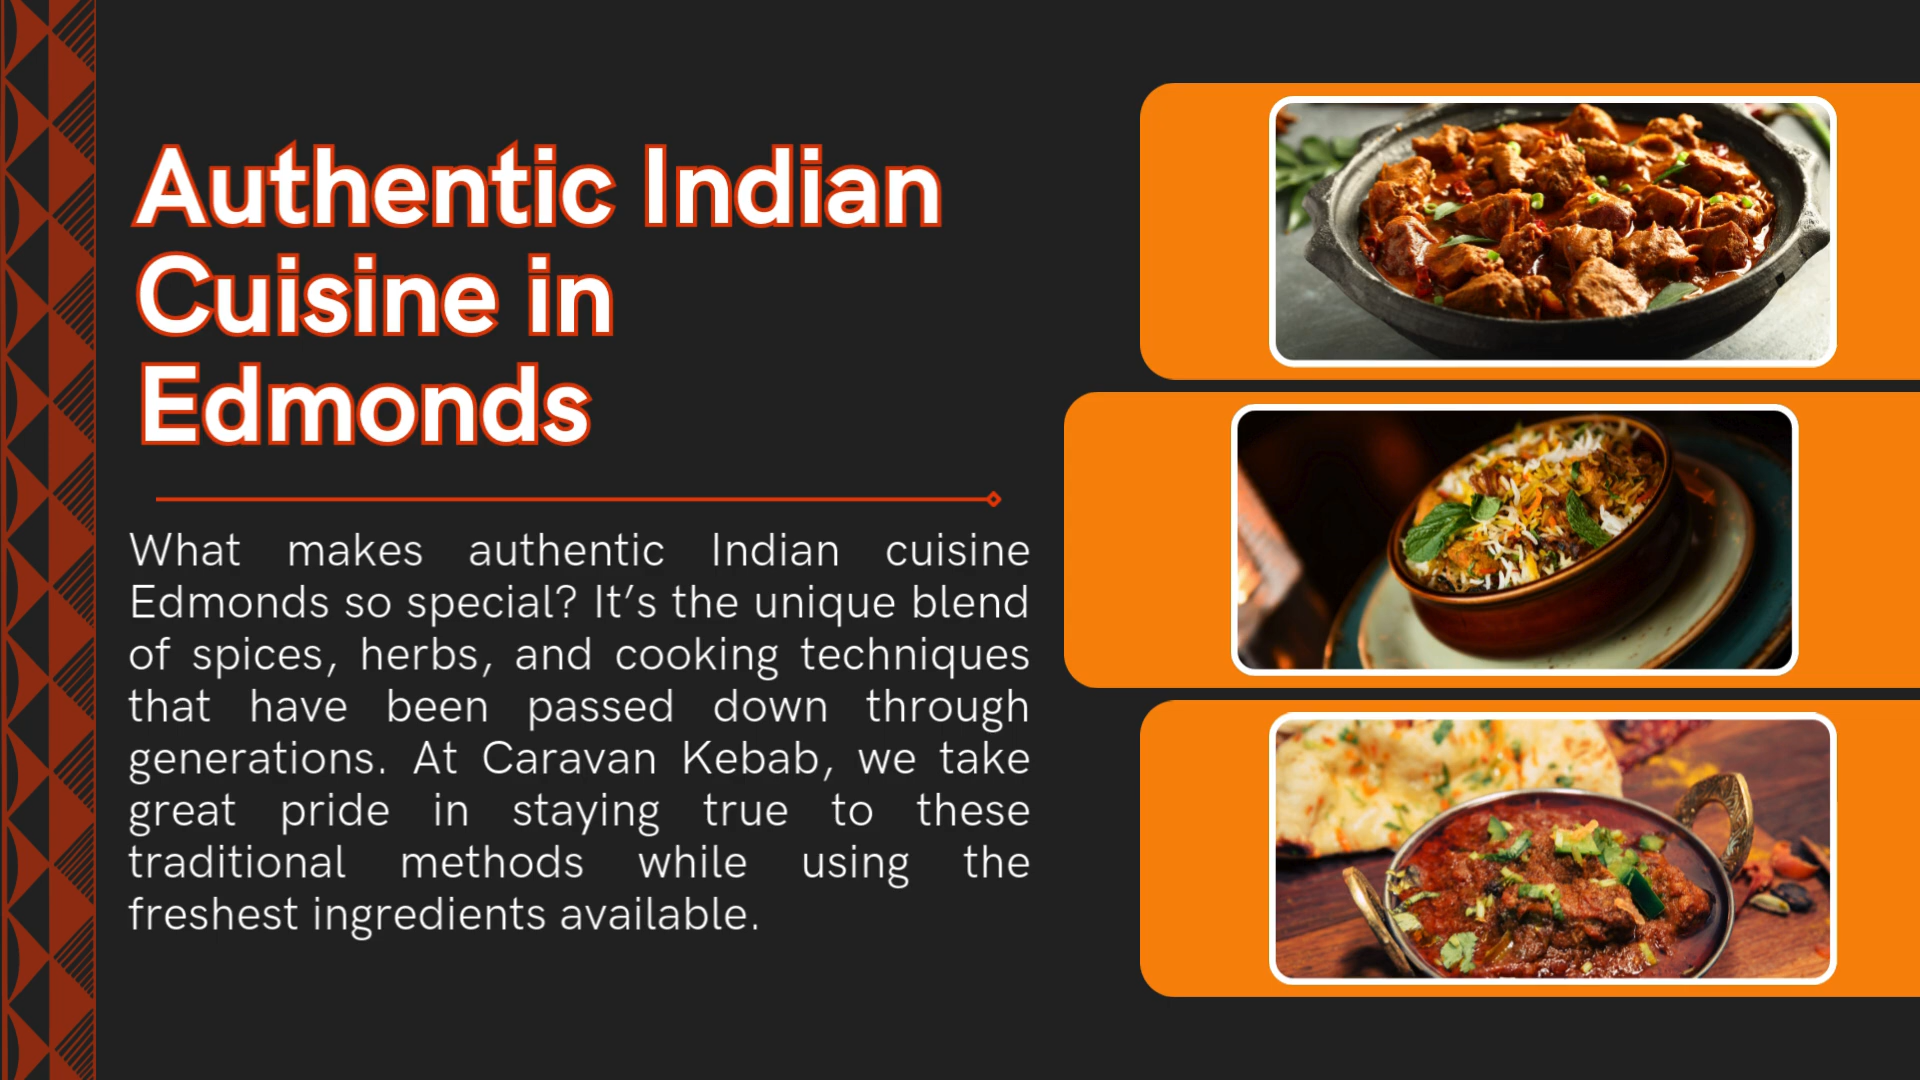 Authentic Indian
Cuisine in
Edmonds
What makes authentic Indian cuisine
Edmonds so special? It’s the unique blend
of spices, herbs, and cooking techniques
that have been passed down through
generations. At Caravan Kebab, we take
great pride in staying true to these
traditional methods while using the
freshest ingredients available.